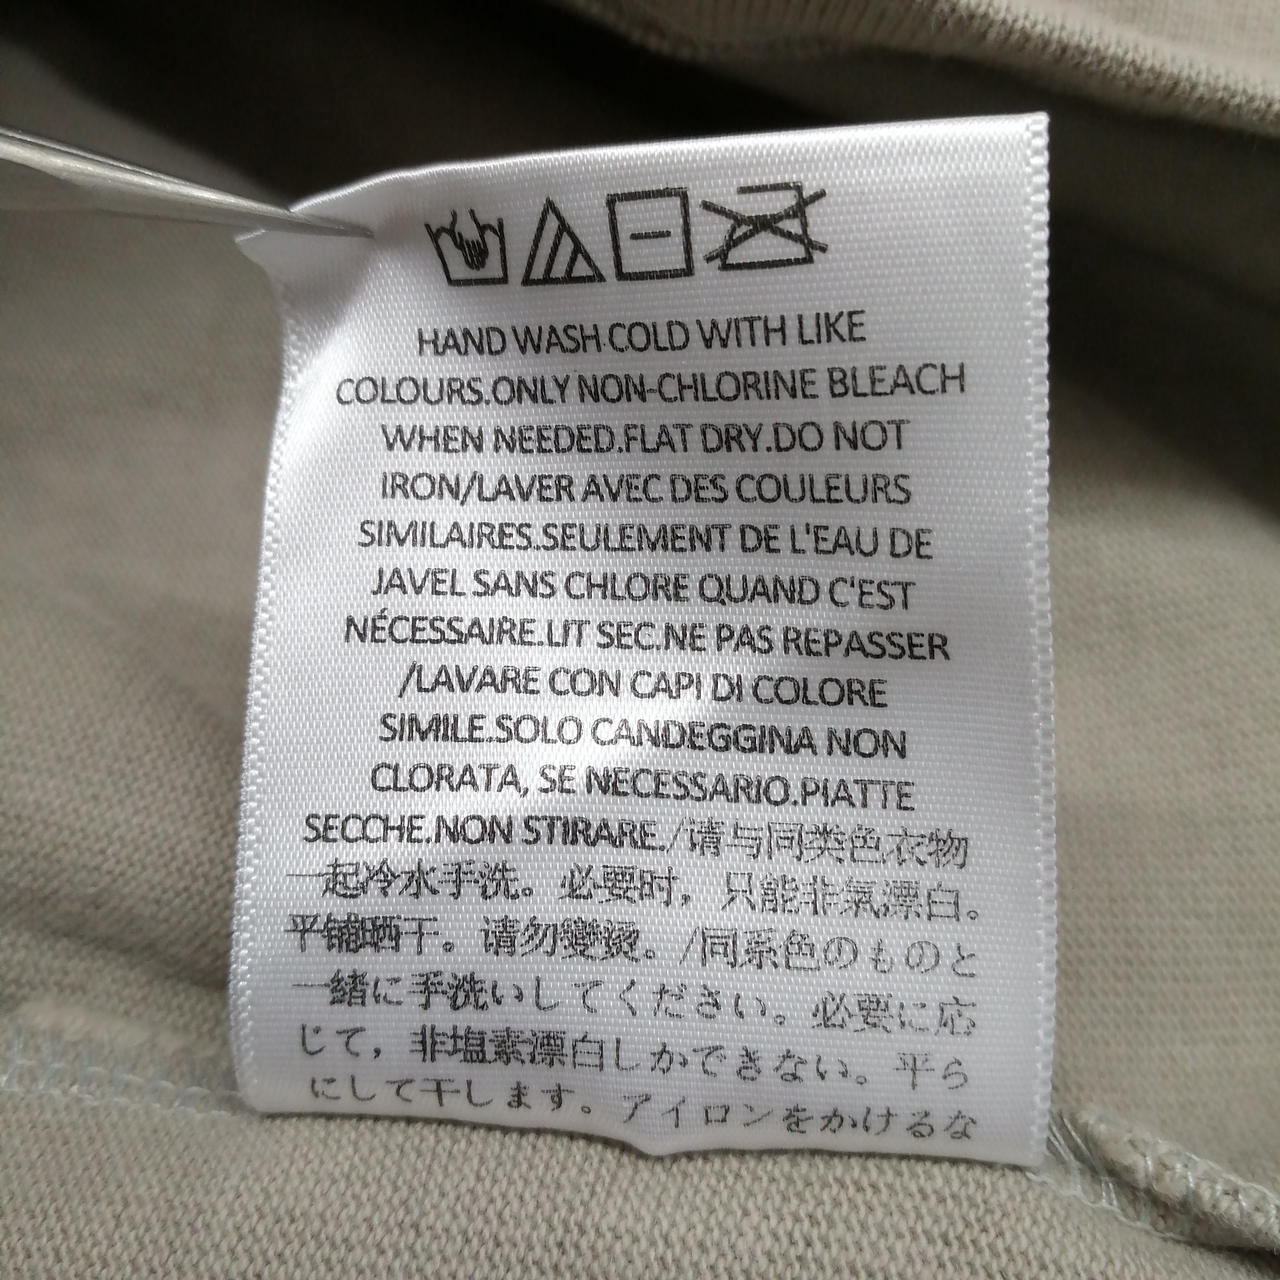 HAND WASH COLD WITH LIKE
COLOURS.ONLY NON-CHLORINE BLEACH
WHEN NEEDED.FLAT DRY.DO NOT
IRON/LAVER AVEC DES COULEURS
SIMILAIRES.SEULEMENT DE L'EAU DE
JAVEL SANS CHLORE QUAND C'EST
NÉCESSAIRE.LIT SEC.NE PAS REPASSER
/LAVARE CON CAPI DI COLORE
SIMILE.SOLO CANDEGGINA NON
CLORATA, SE NECESSARIO.PIATTE
SECCHE.NON STIRARE./请与同类色衣物
一起冷水手洗。必要时，只能非氯漂白。
平铺晒干。请勿變烫。/同系色のものと
一緒に手洗いしてください。必要に応
じて，非塩素漂白しかできない。平ら
にして干します。アイロンをかけるな